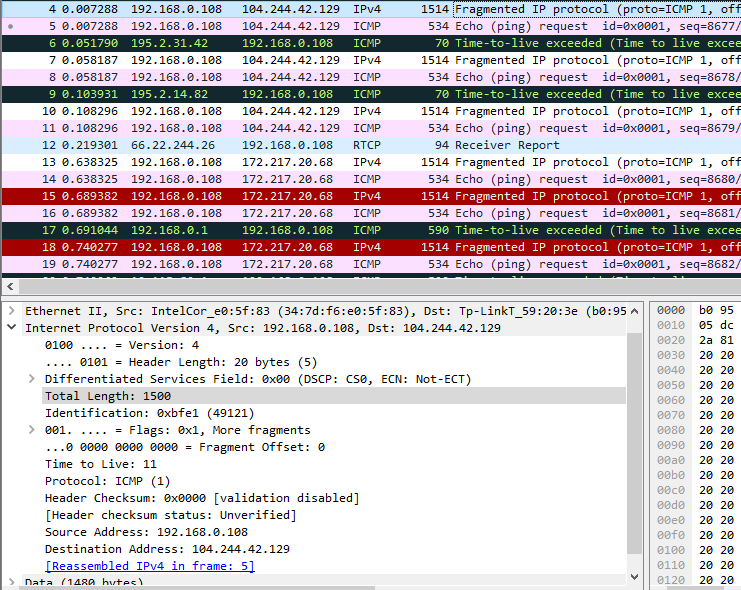 4 0.007288 192.168.0.108 104.244.42.129 IPv4 1514 Fragmented IP protocol (proto=ICMP 1, off
5 0.007288 192.168.0.108 104.244.42.129 ICMP 534 Echo (ping) request id=0x0001, seq=8677/
6 0.051790 195.2.31.42 192.168.0.108 ICMP 70 Time-to-live exceeded (Time to live excee
7 0.058187 192.168.0.108 104.244.42.129 IPv4 1514 Fragmented IP protocol (proto=ICMP 1, off
8 0.058187 192.168.0.108 104.244.42.129 ICMP 534 Echo (ping) request id=0x0001, seq=8678/
9 0.103931 195.2.14.82 192.168.0.108 ICMP 70 Time-to-live exceeded (Time to live excee
10 0.108296 192.168.0.108 104.244.42.129 IPv4 1514 Fragmented IP protocol (proto=ICMP 1, off
11 0.108296 192.168.0.108 104.244.42.129 ICMP 534 Echo (ping) request id=0x0001, seq=8679/
12 0.219301 66.22.244.26 192.168.0.108 RTCP 94 Receiver Report
13 0.638325 192.168.0.108 172.217.20.68 IPv4 1514 Fragmented IP protocol (proto=ICMP 1, off
14 0.638325 192.168.0.108 172.217.20.68 ICMP 534 Echo (ping) request id=0x0001, seq=8680/
15 0.689382 192.168.0.108 172.217.20.68 IPv4 1514 Fragmented IP protocol (proto=ICMP 1, off
16 0.689382 192.168.0.108 172.217.20.68 ICMP 534 Echo (ping) request id=0x0001, seq=8681/
17 0.691044 192.168.0.1 192.168.0.108 ICMP 590 Time-to-live exceeded (Time to live excee
18 0.740277 192.168.0.108 172.217.20.68 IPv4 1514 Fragmented IP protocol (proto=ICMP 1, off
19 0.740277 192.168.0.108 172.217.20.68 ICMP 534 Echo (ping) request id=0x0001, seq=8682/
Ethernet II, Src: IntelCor_e0:5f:83 (34:7d:f6:e0:5f:83), Dst: Tp-LinkT_59:20:3e (b0:95
Internet Protocol Version 4, Src: 192.168.0.108, Dst: 104.244.42.129
0100 .... = Version: 4
.... 0101 = Header Length: 20 bytes (5)
Differentiated Services Field: 0x00 (DSCP: CS0, ECN: Not-ECT)
Total Length: 1500
Identification: 0xbfe1 (49121)
001. .... = Flags: 0x1, More fragments
...0 0000 0000 0000 = Fragment Offset: 0
Time to Live: 11
Protocol: ICMP (1)
Header Checksum: 0x0000 [validation disabled]
[Header checksum status: Unverified]
Source Address: 192.168.0.108
Destination Address: 104.244.42.129
[Reassembled IPv4 in frame: 5]
Data (1480 bytes)
0000 b0 95
0010 05 dc
0020 2a 81
0030 20 20
0040 20 20
0050 20 20
0060 20 20
0070 20 20
0080 20 20
0090 20 20
00a0 20 20
00b0 20 20
00c0 20 20
00d0 20 20
00e0 20 20
00f0 20 20
0100 20 20
0110 20 20
0120 20 20